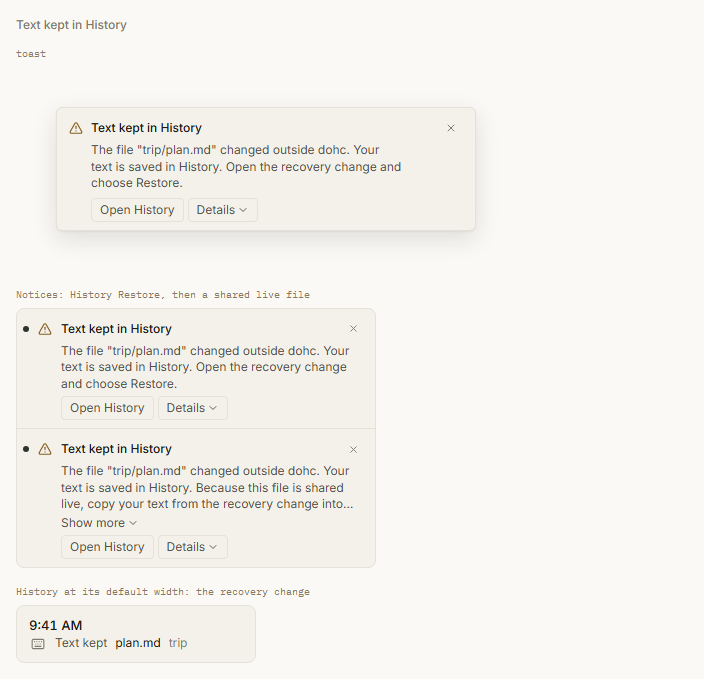 Text kept in History
toast
Text kept in History
The file "trip/plan.md" changed outside dohc. Your
text is saved in History. Open the recovery change and
choose Restore.
Open History Details
Notices: History Restore, then a shared live file
Text kept in History
The file "trip/plan.md" changed outside dohc. Your
text is saved in History. Open the recovery change
and choose Restore.
Open History Details
Text kept in History
The file "trip/plan.md" changed outside dohc. Your
text is saved in History. Because this file is shared
live, copy your text from the recovery change into...
Show more
Open History Details
History at its default width: the recovery change
9:41 AM
Text kept plan.md trip